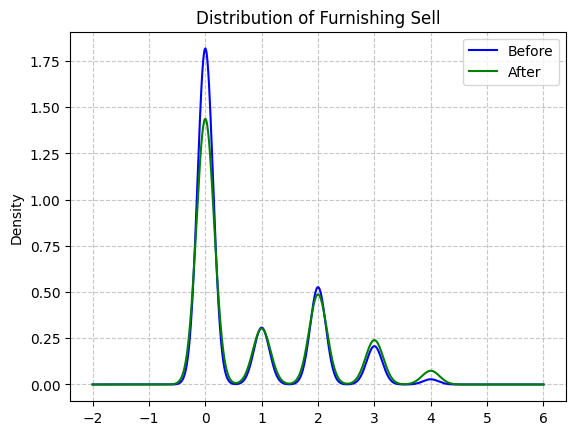 Distribution of Furnishing Sell
Before
After
Density
1.75
1.50
1.25
1.00
0.75
0.50
0.25
0.00
−2 −1 0 1 2 3 4 5 6